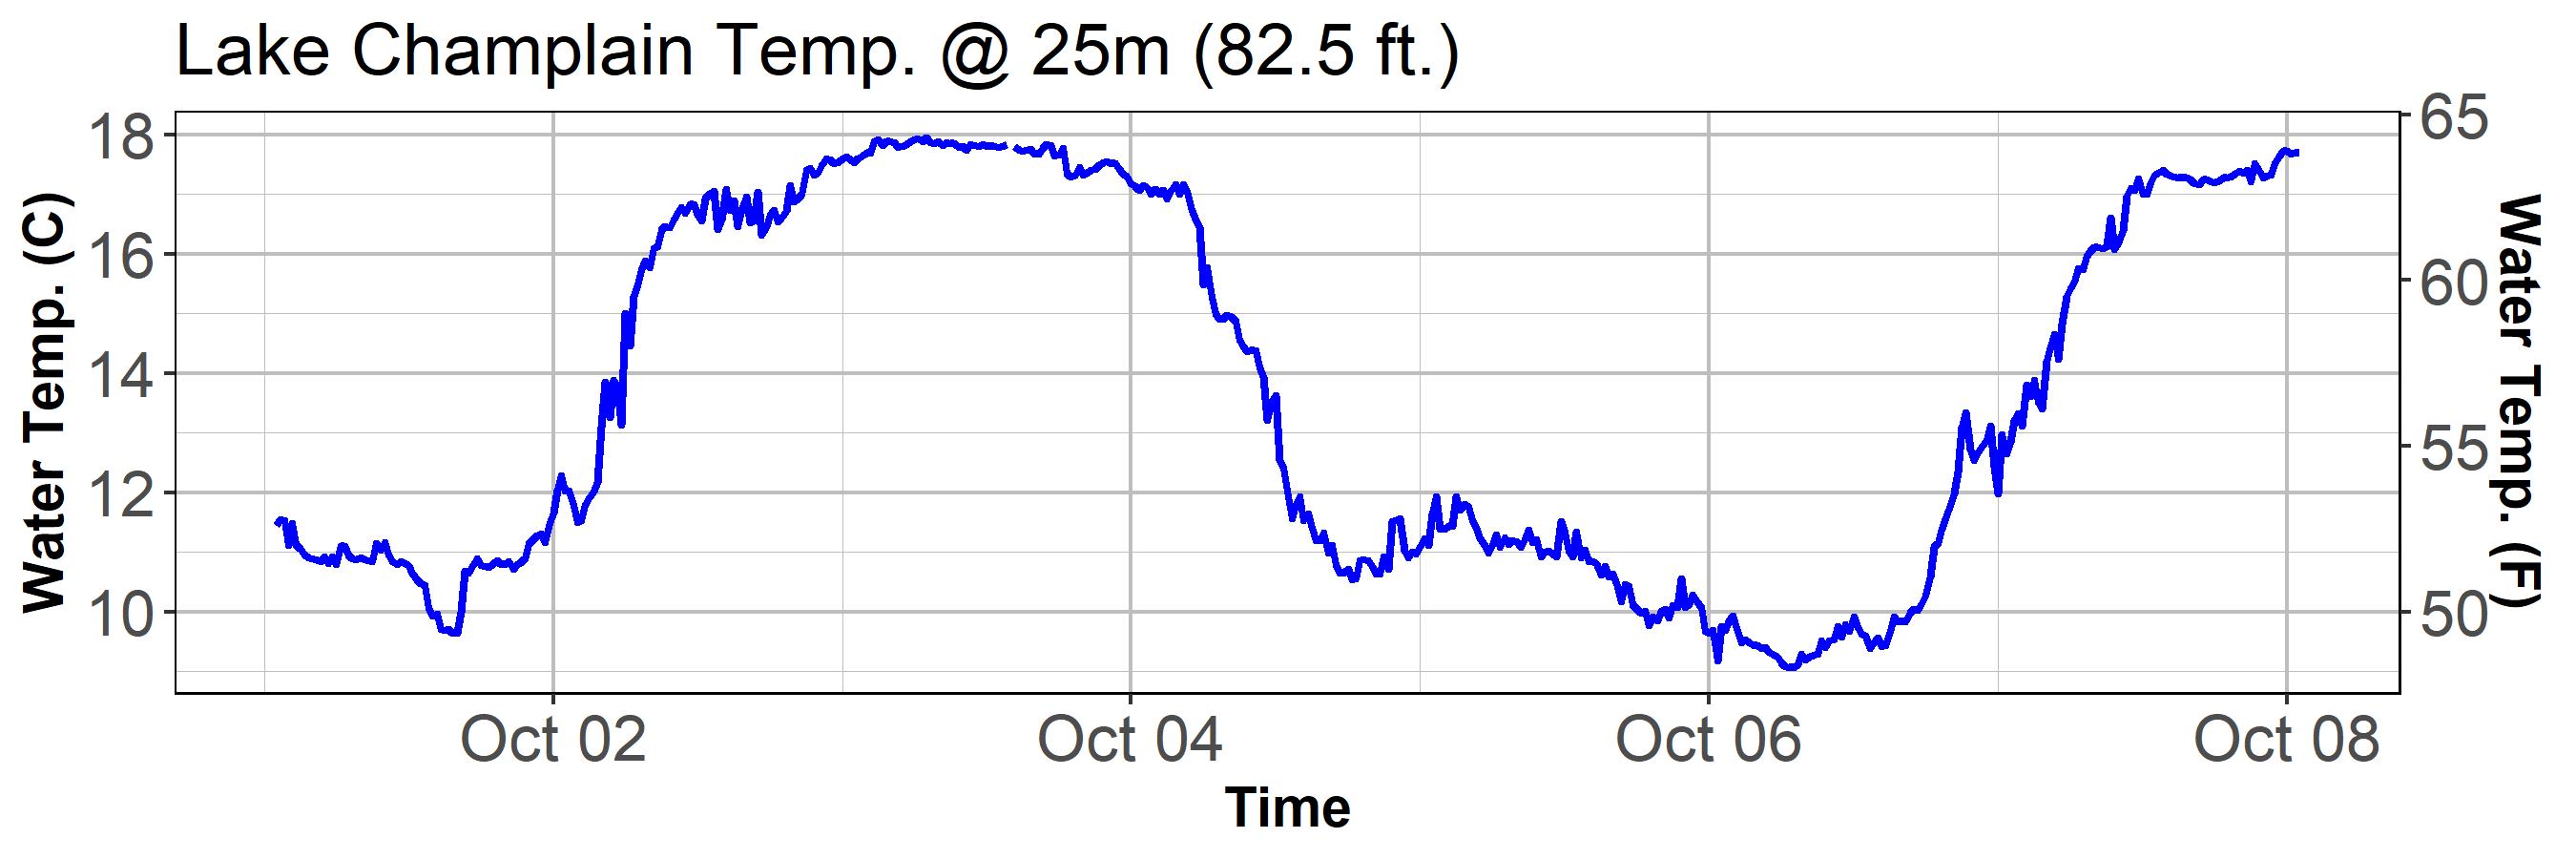 Lake Champlain Temp. @ 25m (82.5 ft.)
Water Temp. (C)
18
16
14
12
10
65
60
55
50
Water Temp. (F)
Oct 02
Oct 04
Oct 06
Oct 08
Time